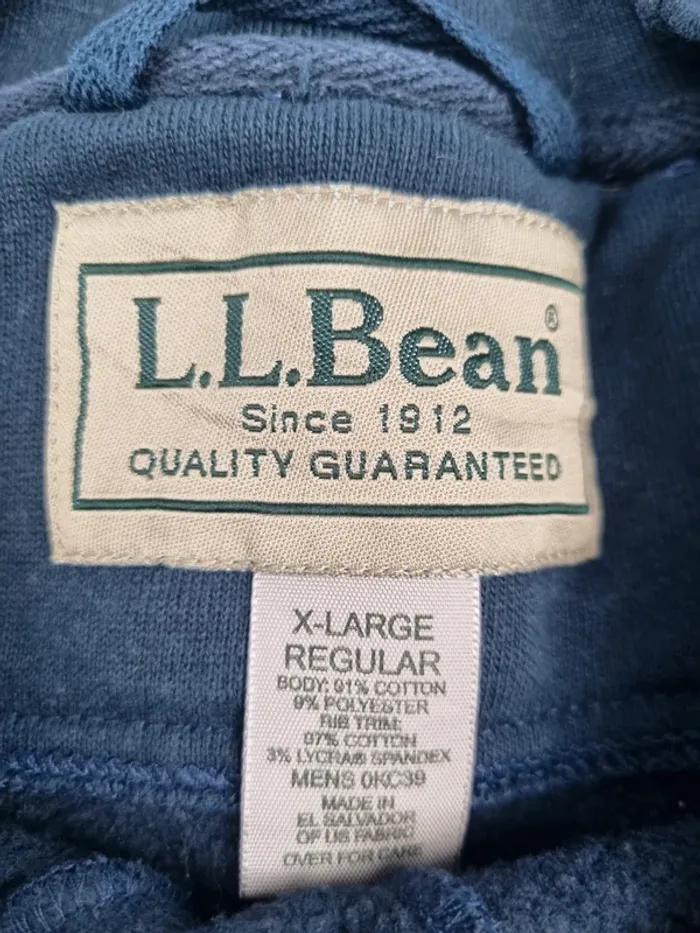 L.L.Bean®
Since 1912
QUALITY GUARANTEED
X-LARGE
REGULAR
BODY: 91% COTTON
9% POLYESTER
RIB TRIM:
97% COTTON
3% LYCRA® SPANDEX
MENS 0KC39
MADE IN
EL SALVADOR
OF US FABRIC
OVER FOR CARE